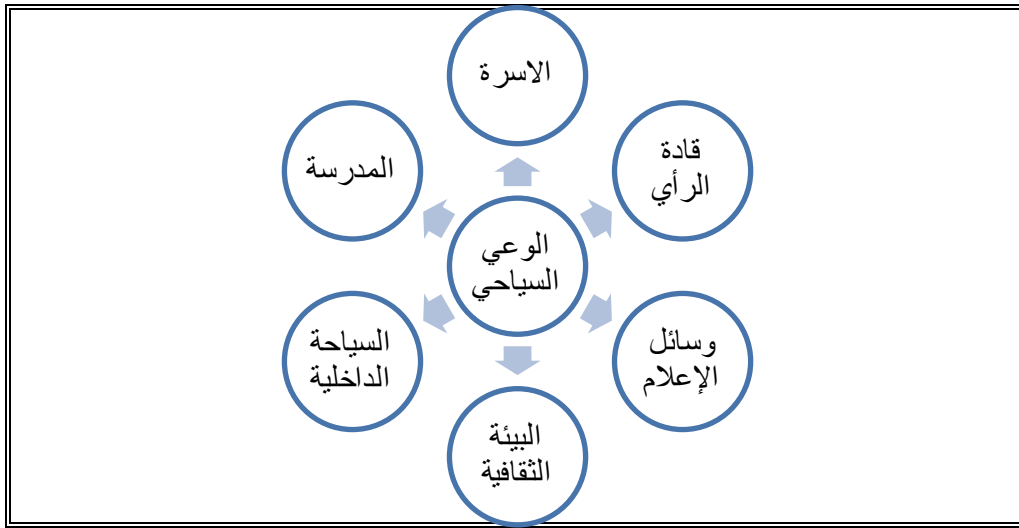 الاسرة
قادة
الرأي
المدرسة
الوعي
السياحي
وسائل
الإعلام
السياحة
الداخلية
البيئة
الثقافية